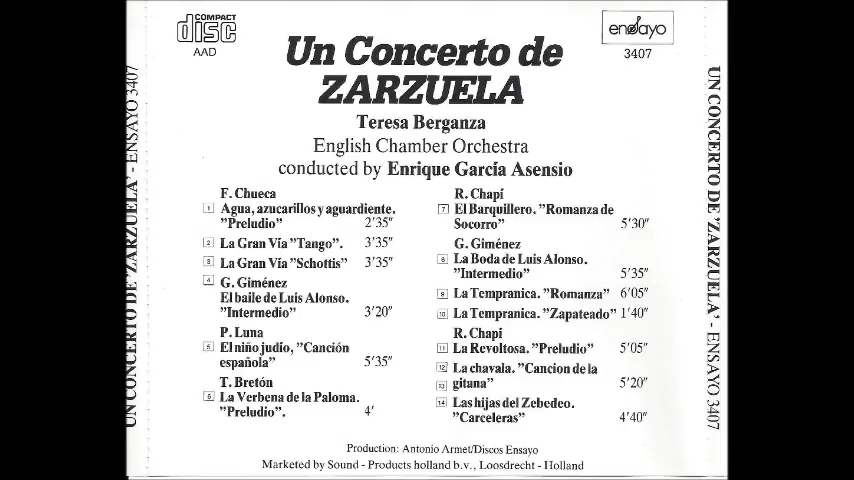 COMPACT
disc
AAD
ensayo
3407
Un Concerto de
ZARZUELA
Teresa Berganza
English Chamber Orchestra
conducted by Enrique García Asensio
F. Chueca
1 Agua, azucarillos y aguardiente.
"Preludio" 2'35"
2 La Gran Vía "Tango". 3'35"
3 La Gran Vía "Schottis" 3'35"
4 G. Giménez
El baile de Luis Alonso.
"Intermedio" 3'20"
P. Luna
5 El niño judío, "Canción
española" 5'35"
T. Bretón
6 La Verbena de la Paloma.
"Preludio". 4'
R. Chapí
7 El Barquillero. "Romanza de
Socorro" 5'30"
G. Giménez
8 La Boda de Luis Alonso.
"Intermedio" 5'35"
9 La Tempranica. "Romanza" 6'05"
10 La Tempranica. "Zapateado" 1'40"
R. Chapí
11 La Revoltosa. "Preludio" 5'05"
12 La chavala. "Cancion de la
13 gitana" 5'20"
14 Las hijas del Zebedeo.
"Carceleras" 4'40"
Production: Antonio Armet/Discos Ensayo
Marketed by Sound - Products holland b.v., Loosdrecht - Holland
UN CONCERTO DE 'ZARZUELA' - ENSAYO 3407
UN CONCERTO DE 'ZARZUELA' - ENSAYO 3407